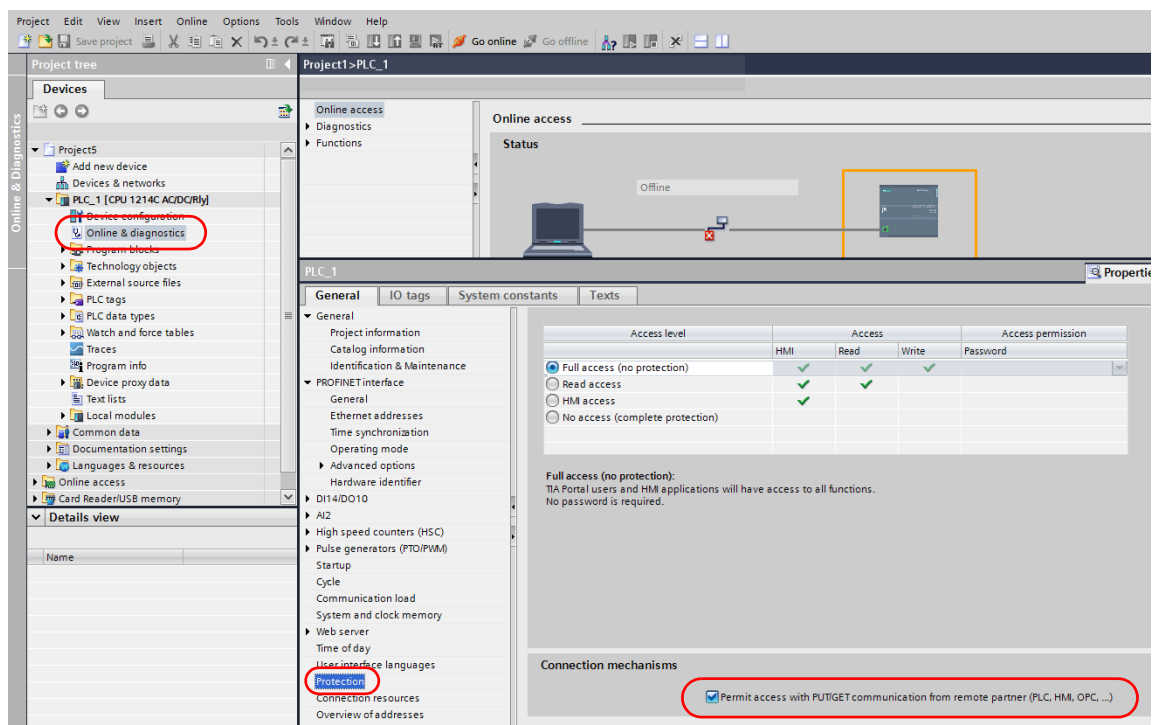 Project Edit View Insert Online Options Tools Window Help
Save project Go online Go offline
Project tree
Project1>PLC_1
Devices
Online & Diagnostics
Project5
Add new device
Devices & networks
PLC_1 [CPU 1214C AC/DC/Rly]
Device configuration
Online & diagnostics
Program blocks
Technology objects
External source files
PLC tags
PLC data types
Watch and force tables
Traces
Program info
Device proxy data
Text lists
Local modules
Common data
Documentation settings
Languages & resources
Online access
Card Reader/USB memory
Details view
Name
Online access
Diagnostics
Functions
Online access
Status
Offline
PLC_1
Properti
General IO tags System constants Texts
General
Project information
Catalog information
Identification & Maintenance
PROFINET interface
General
Ethernet addresses
Time synchronization
Operating mode
Advanced options
Hardware identifier
DI14/DO10
AI2
High speed counters (HSC)
Pulse generators (PTO/PWM)
Startup
Cycle
Communication load
System and clock memory
Web server
Time of day
User interface languages
Protection
Connection resources
Overview of addresses
Access level Access Access permission
HMI Read Write Password
Full access (no protection)
Read access
HMI access
No access (complete protection)
Full access (no protection):
TIA Portal users and HMI applications will have access to all functions.
No password is required.
Connection mechanisms
Permit access with PUT/GET communication from remote partner (PLC, HMI, OPC, ...)